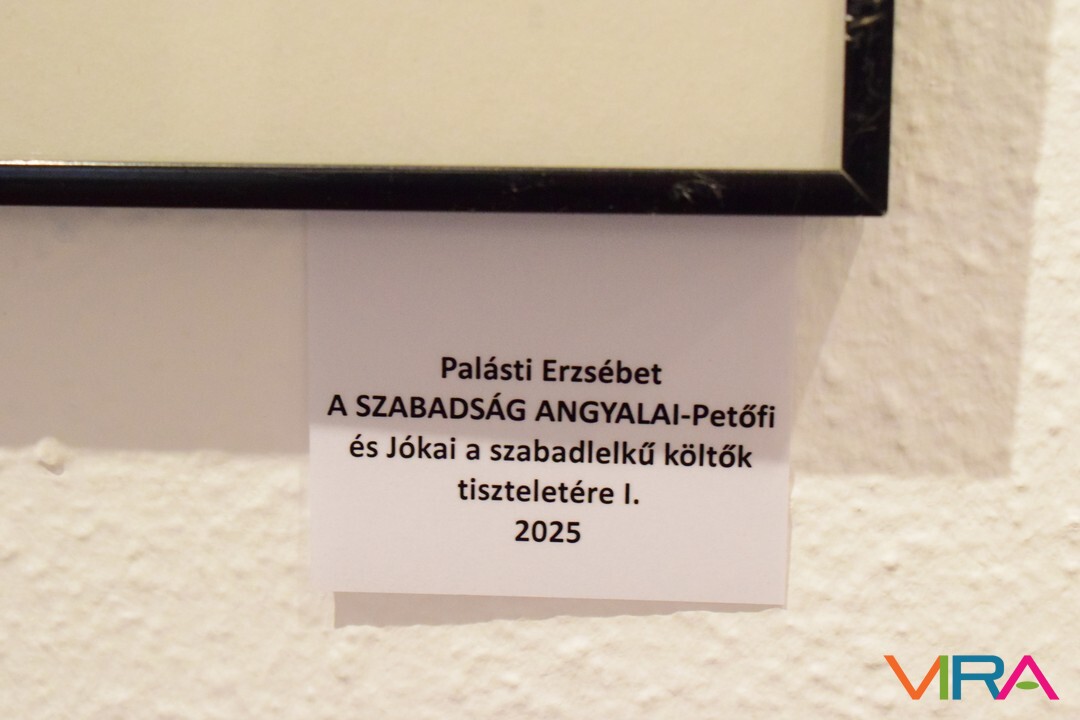 Palásti Erzsébet
A SZABADSÁG ANGYALAI-Petőfi
és Jókai a szabadlelkű költők
tiszteletére I.
2025
VIRA